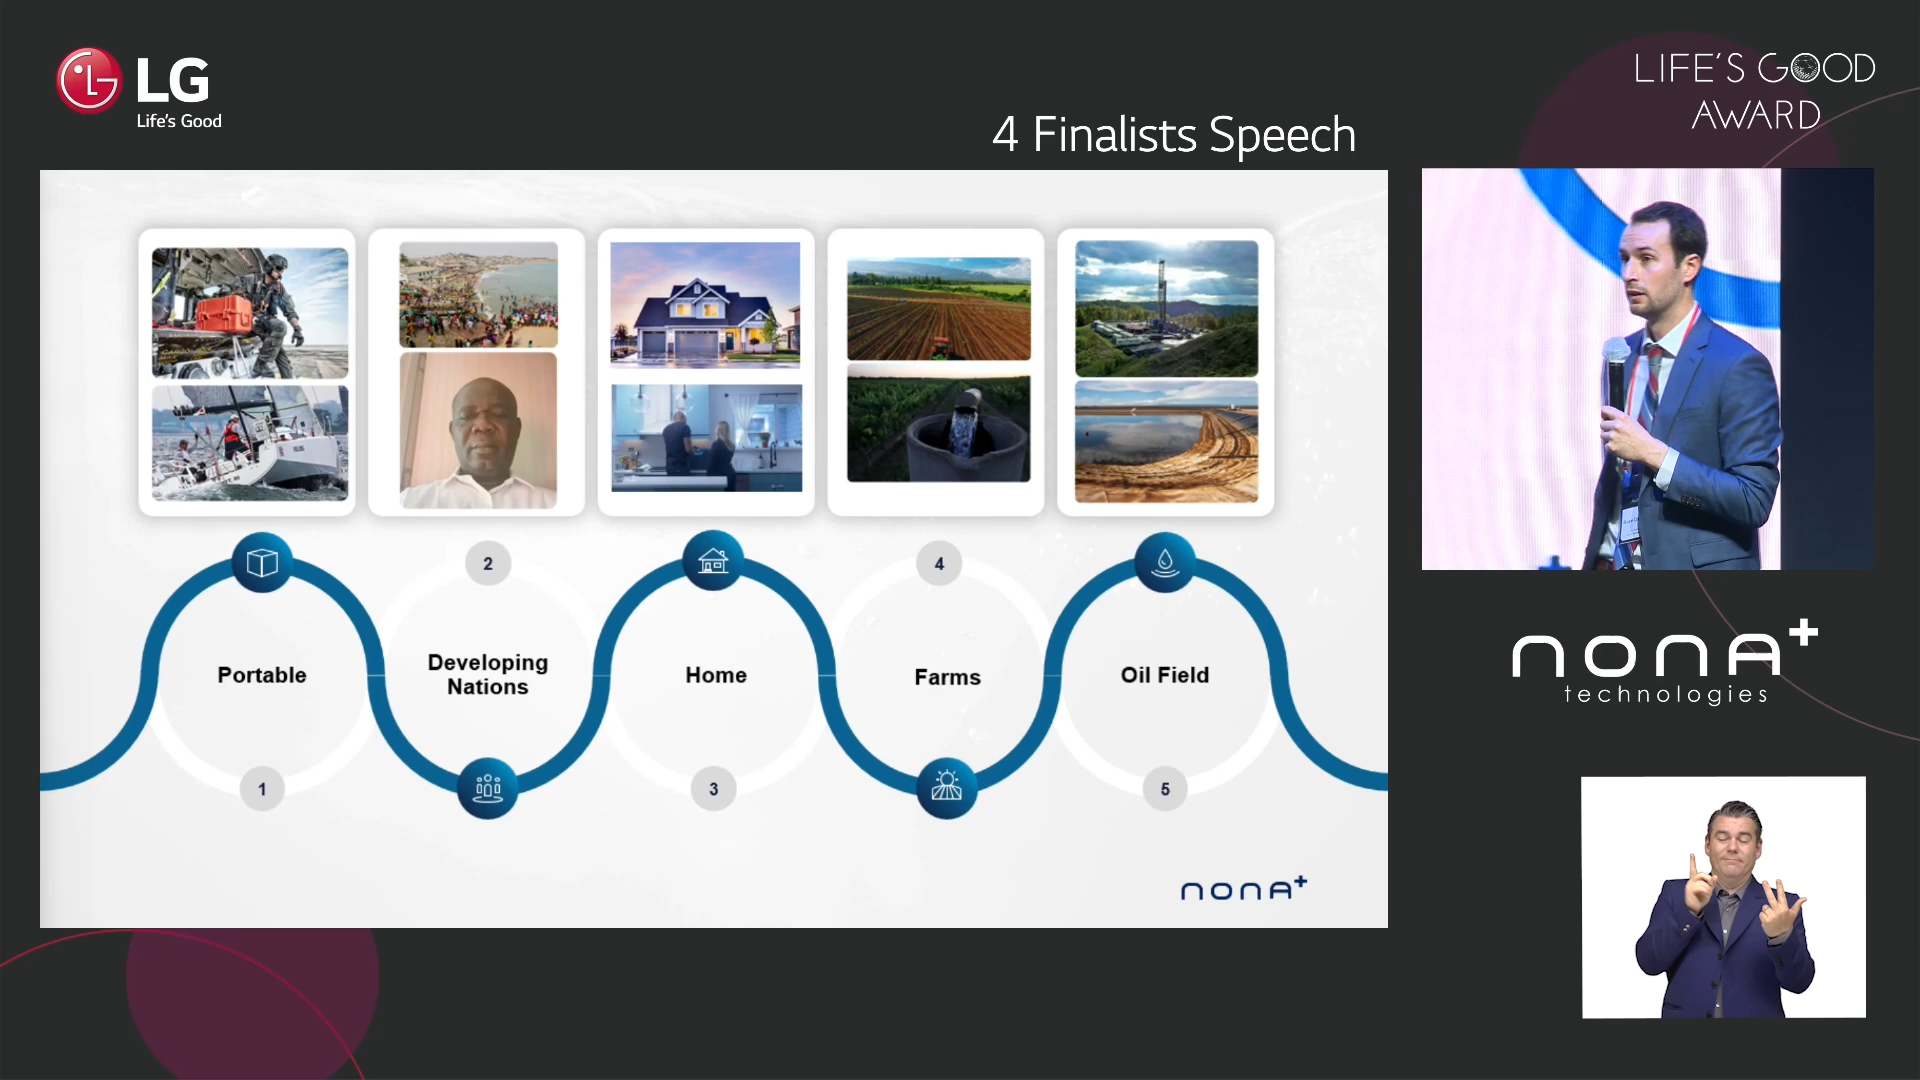 LG
Life's Good
LIFE'S GOOD
AWARD
4 Finalists Speech
2
4
Portable
Developing
Nations
Home
Farms
Oil Field
1
3
5
nona+
nona+
technologies